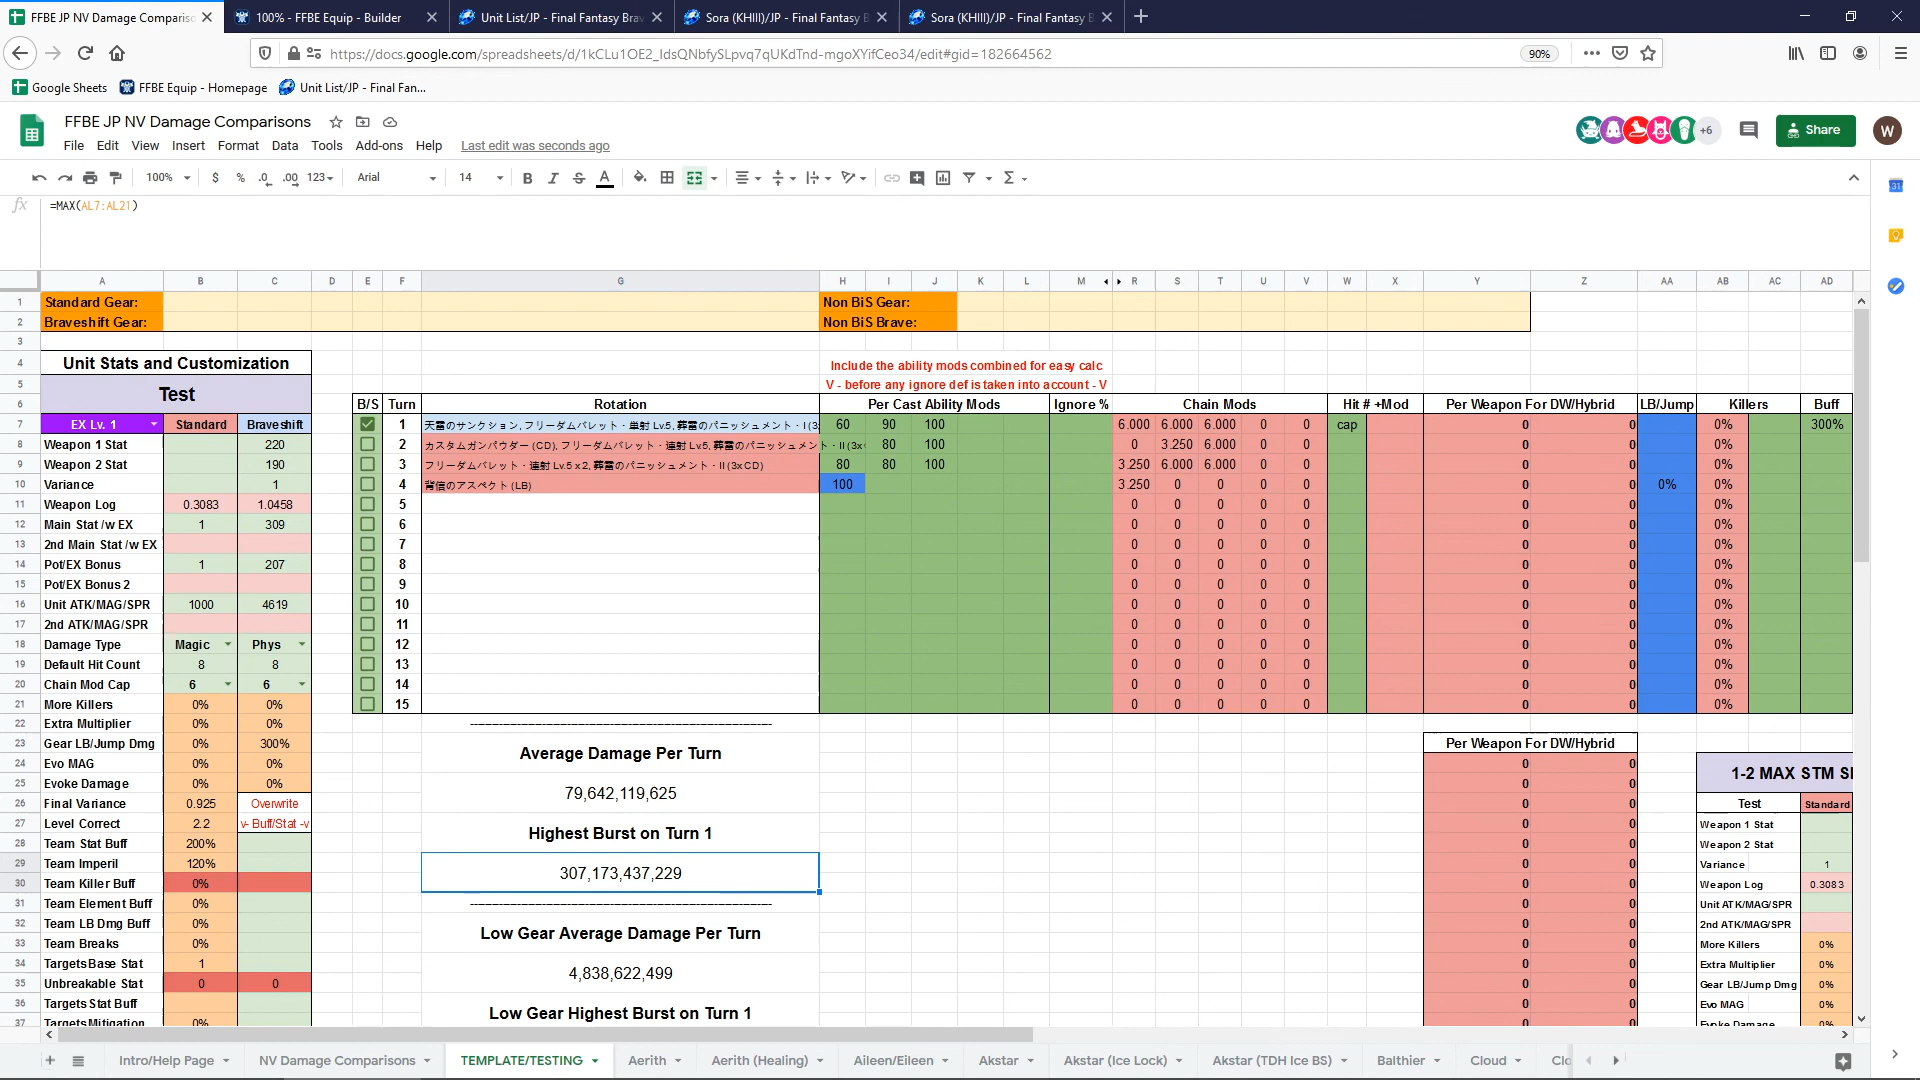 FFBE JP NV Damage Comparisons
100% - FFBE Equip - Builder
Unit List/JP - Final Fantasy Brav
Sora (KHIII)/JP - Final Fantasy B
Sora (KHIII)/JP - Final Fantasy B
https://docs.google.com/spreadsheets/d/1kCLu1OE2_IdsQNbfySLpvq7qUKdTnd-mgoXYifCeo34/edit#gid=182664562
90%
Google Sheets FFBE Equip - Homepage Unit List/JP - Final Fan...
FFBE JP NV Damage Comparisons
+6 Share W
File Edit View Insert Format Data Tools Add-ons Help Last edit was seconds ago
100% $ % .0 .00 123 Arial 14 B I S A
fx =MAX(AL7:AL21)
A B C D E F G H I J K L M R S T U V W X Y Z AA AB AC AD
1 Standard Gear: Non BiS Gear:
2 Braveshift Gear: Non BiS Brave:
3
4 Unit Stats and Customization Include the ability mods combined for easy calc
5 Test V - before any ignore def is taken into account - V
6 B/S Turn Rotation Per Cast Ability Mods Ignore % Chain Mods Hit # +Mod Per Weapon For DW/Hybrid LB/Jump Killers Buff
7 EX Lv. 1 Standard Braveshift 1 天雷のサンクション, フリーダムバレット・単射 Lv.5, 葬雷のパニッシュメント・I (3x 60 90 100 6.000 6.000 6.000 0 0 cap 0 0 0% 300%
8 Weapon 1 Stat 220 2 カスタムガンパウダー (CD), フリーダムバレット・連射 Lv.5, 葬雷のパニッシュメント・II (3x 80 100 0 3.250 6.000 0 0 0 0 0%
9 Weapon 2 Stat 190 3 フリーダムバレット・連射 Lv.5 x 2, 葬雷のパニッシュメント・II (3x CD) 80 80 100 3.250 6.000 6.000 0 0 0 0 0%
10 Variance 1 4 背信のアスペクト (LB) 100 3.250 0 0 0 0 0 0 0% 0%
11 Weapon Log 0.3083 1.0458 5 0 0 0 0 0 0 0 0%
12 Main Stat /w EX 1 309 6 0 0 0 0 0 0 0 0%
13 2nd Main Stat /w EX 7 0 0 0 0 0 0 0 0%
14 Pot/EX Bonus 1 207 8 0 0 0 0 0 0 0 0%
15 Pot/EX Bonus 2 9 0 0 0 0 0 0 0 0%
16 Unit ATK/MAG/SPR 1000 4619 10 0 0 0 0 0 0 0 0%
17 2nd ATK/MAG/SPR 11 0 0 0 0 0 0 0 0%
18 Damage Type Magic Phys 12 0 0 0 0 0 0 0 0%
19 Default Hit Count 8 8 13 0 0 0 0 0 0 0 0%
20 Chain Mod Cap 6 6 14 0 0 0 0 0 0 0 0%
21 More Killers 0% 0% 15 0 0 0 0 0 0 0 0%
22 Extra Multiplier 0% 0%
23 Gear LB/Jump Dmg 0% 300% Average Damage Per Turn Per Weapon For DW/Hybrid
24 Evo MAG 0% 0% 0 0 1-2 MAX STM S
25 Evoke Damage 0% 0% 79,642,119,625 0 0
26 Final Variance 0.925 Overwrite 0 0 Test Standard
27 Level Correct 2.2 v- Buff/Stat -v Highest Burst on Turn 1 0 0 Weapon 1 Stat
28 Team Stat Buff 200% 0 0 Weapon 2 Stat
29 Team Imperil 120% 307,173,437,229 0 0 Variance 1
30 Team Killer Buff 0% 0 0 Weapon Log 0.3083
31 Team Element Buff 0% 0 0 Unit ATK/MAG/SPR
32 Team LB Dmg Buff 0% Low Gear Average Damage Per Turn 0 0 2nd ATK/MAG/SPR
33 Team Breaks 0% 0 0 More Killers 0%
34 Targets Base Stat 1 4,838,622,499 0 0 Extra Multiplier 0%
35 Unbreakable Stat 0 0 0 0 Gear LB/Jump Dmg 0%
36 Targets Stat Buff Low Gear Highest Burst on Turn 1 0 0 Evo MAG 0%
37 Targets Mitigation 0% 0 0 Evoke Damage 0%
Intro/Help Page NV Damage Comparisons TEMPLATE/TESTING Aerith Aerith (Healing) Aileen/Eileen Akstar Akstar (Ice Lock) Akstar (TDH Ice BS) Balthier Cloud Clo